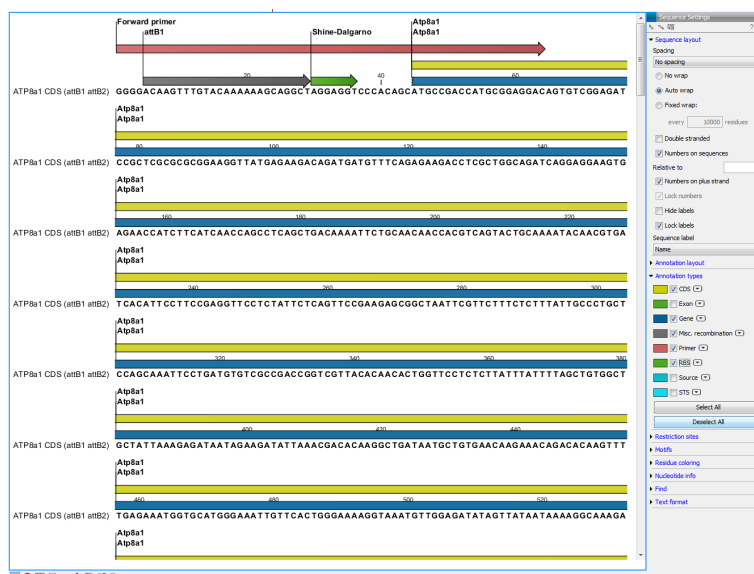 Forward primer
attB1
Shine-Dalgarno
Atp8a1
Atp8a1
20
40
60
ATP8a1 CDS (attB1 attB2) GGGGACAAGTTTGTACAAAAAAGCAGGCTAGGAGGTCCCACAGCATGCCGACCATGCGGAGGACAGTGTCGGAGAT
Atp8a1
Atp8a1
80
100
120
140
ATP8a1 CDS (attB1 attB2) CCGCTCGCGCGCGGAAGGTTATGAGAAGACAGATGATGTTTCAGAGAAGACCTCGCTGGCAGATCAGGAGGAAGTG
Atp8a1
Atp8a1
160
180
200
220
ATP8a1 CDS (attB1 attB2) AGAACCATCTTCATCAACCAGCCTCAGCTGACAAAATTCTGCAACAACCACGTCAGTACTGCAAAATACAACGTGA
Atp8a1
Atp8a1
240
260
280
300
ATP8a1 CDS (attB1 attB2) TCACATTCCTTCCGAGGTTCCTCTATTCTCAGTTCCGAAGAGCGGCTAATTCGTTCTTTCTCTTTATTGCCCTGCT
Atp8a1
Atp8a1
320
340
360
380
ATP8a1 CDS (attB1 attB2) CCAGCAAATTCCTGATGTGTCGCCGACCGGTCGTTACACAACACTGGTTCCTCTCTTATTTATTTTAGCTGTGGCT
Atp8a1
Atp8a1
400
420
440
ATP8a1 CDS (attB1 attB2) GCTATTAAAGAGATAATAGAAGATATTAAACGACACAAGGCTGATAATGCTGTGAACAAGAAACAGACACAAGTTT
Atp8a1
Atp8a1
460
480
500
520
ATP8a1 CDS (attB1 attB2) TGAGAAATGGTGCATGGGAAATTGTTCACTGGGAAAAGGTAAATGTTGGAGATATAGTTATAATAAAAGGCAAAGA
Atp8a1
Atp8a1
Sequence Settings
?
Sequence layout
Spacing
No spacing
No wrap
Auto wrap
Fixed wrap:
every 10000 residues
Double stranded
Numbers on sequences
Relative to
Numbers on plus strand
Lock numbers
Hide labels
Lock labels
Sequence label
Name
Annotation layout
Annotation types
CDS
Exon
Gene
Misc. recombination
Primer
RBS
Source
STS
Select All
Deselect All
Restriction sites
Motifs
Residue coloring
Nucleotide info
Find
Text format